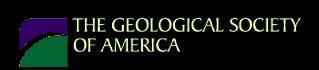 THE GEOLOGICAL SOCIETY
OF AMERICA